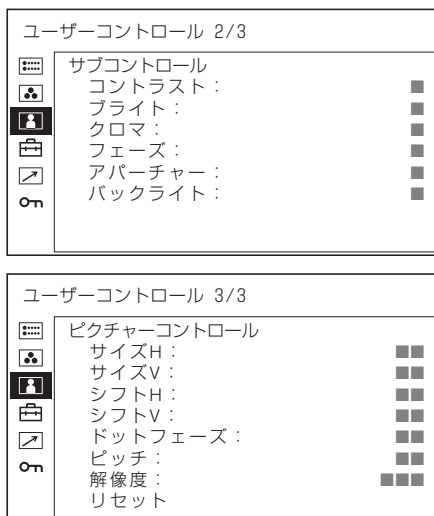 ユーザーコントロール 2/3
サブコントロール
コントラスト：
ブライト：
クロマ：
フェーズ：
アパーチャー：
バックライト：
ユーザーコントロール 3/3
ピクチャーコントロール
サイズH：
サイズV：
シフトH：
シフトV：
ドットフェーズ：
ピッチ：
解像度：
リセット